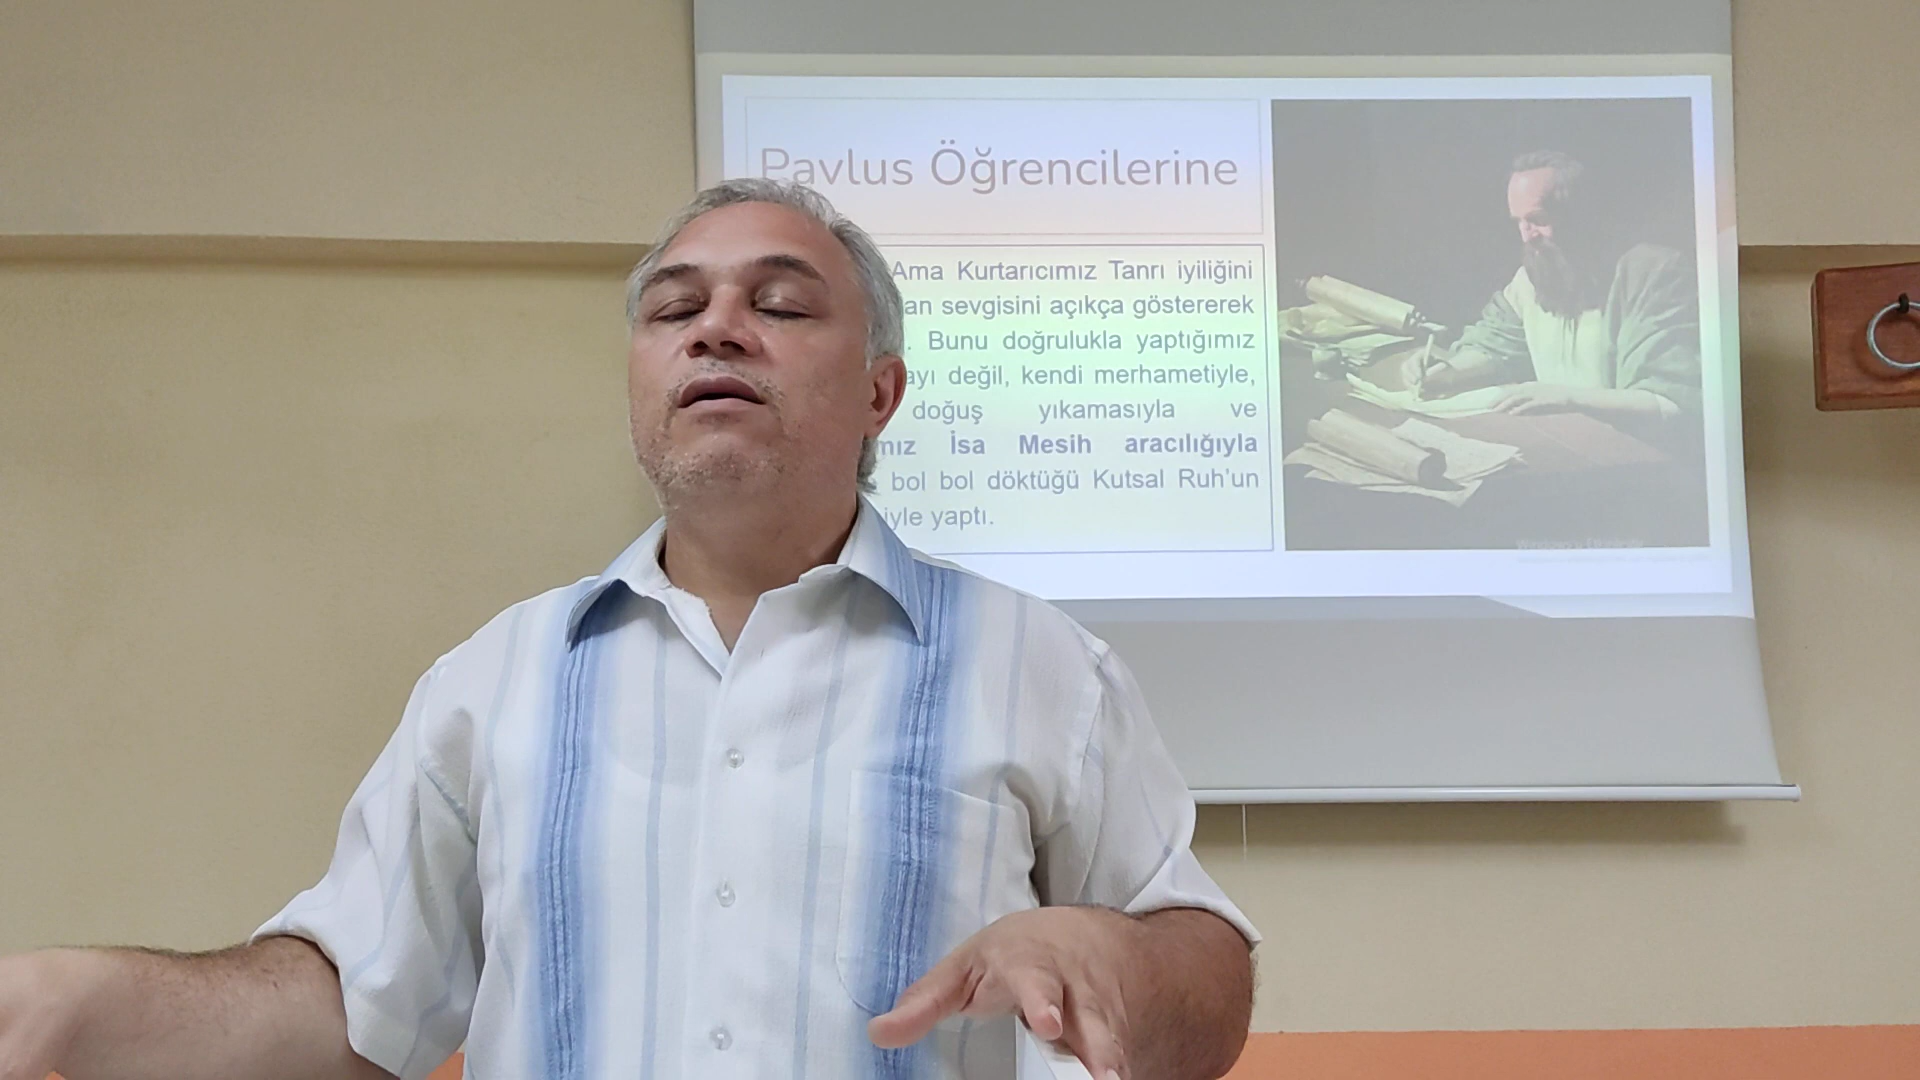 Pavlus Öğrencilerine
Ama Kurtarıcımız Tanrı iyiliğini
an sevgisini açıkça göstererek
. Bunu doğrulukla yaptığımız
ayı değil, kendi merhametiyle,
doğuş yıkamasıyla ve
mız İsa Mesih aracılığıyla
bol bol döktüğü Kutsal Ruh'un
iyle yaptı.